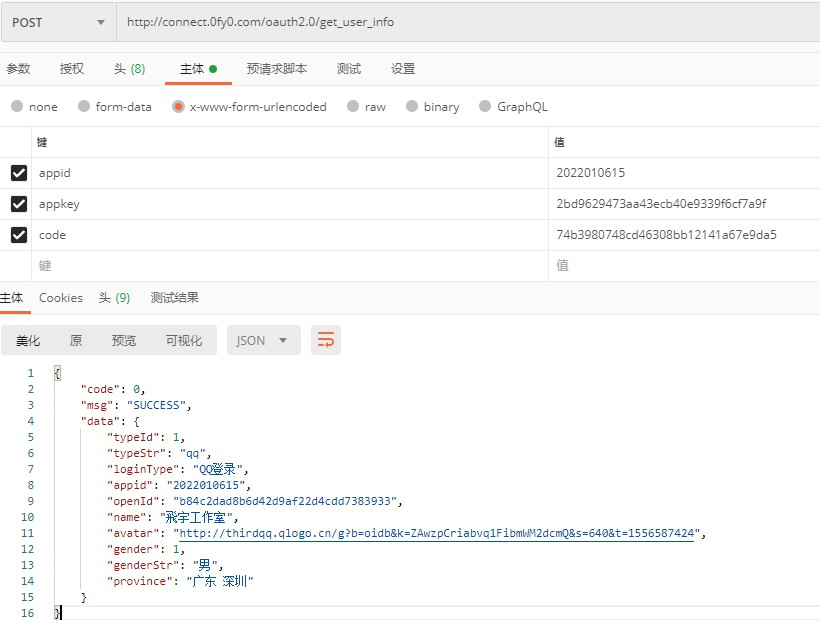 POST http://connect.0fy0.com/oauth2.0/get_user_info
参数 授权 头 (8) 主体 预请求脚本 测试 设置
none form-data x-www-form-urlencoded raw binary GraphQL
键 值
appid 2022010615
appkey 2bd9629473aa43ecb40e9339f6cf7a9f
code 74b3980748cd46308bb12141a67e9da5
键 值
主体 Cookies 头 (9) 测试结果
美化 原 预览 可视化 JSON
1 {
2 "code": 0,
3 "msg": "SUCCESS",
4 "data": {
5 "typeId": 1,
6 "typeStr": "qq",
7 "loginType": "QQ登录",
8 "appid": "2022010615",
9 "openId": "b84c2dad8b6d42d9af22d4cdd7383933",
10 "name": "飛宇工作室",
11 "avatar": "http://thirdqq.qlogo.cn/g?b=oidb&k=ZAwzpCriabvq1FibmWM2dcmQ&s=640&t=1556587424",
12 "gender": 1,
13 "genderStr": "男",
14 "province": "广东 深圳"
15 }
16 }